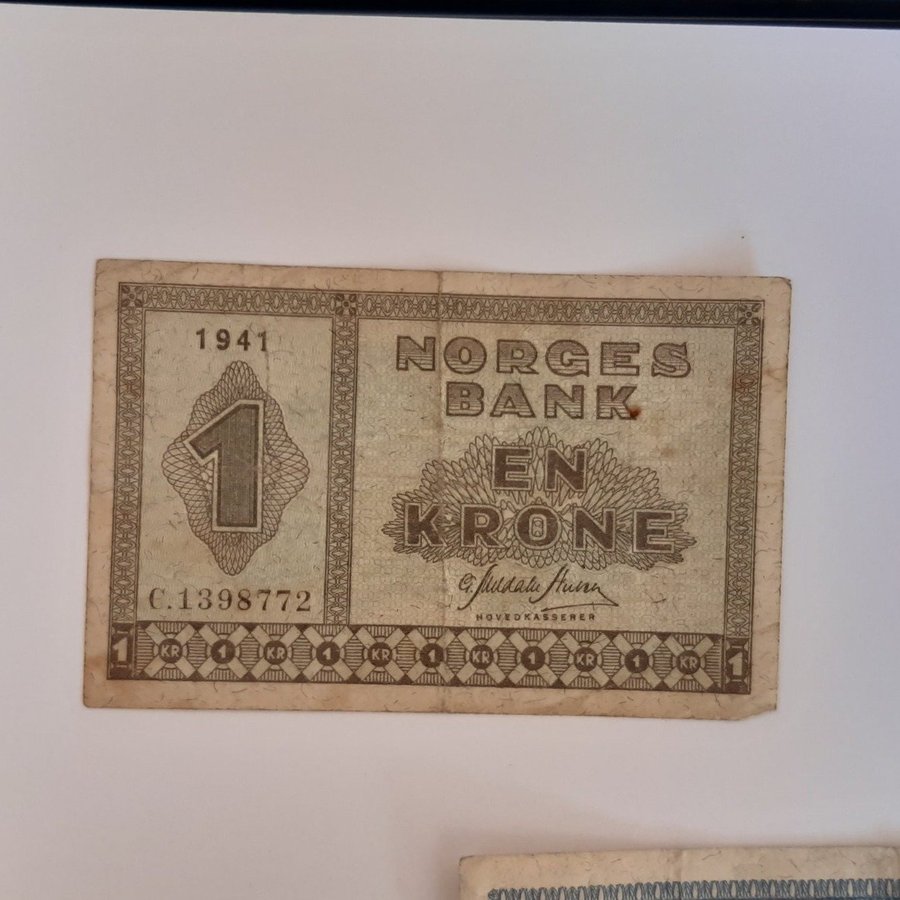 1941
1
C.1398772
NORGES
BANK
EN
KRONE
HOVEDKASSERER
1 KR 1 KR 1 KR 1 KR 1 KR 1 KR 1